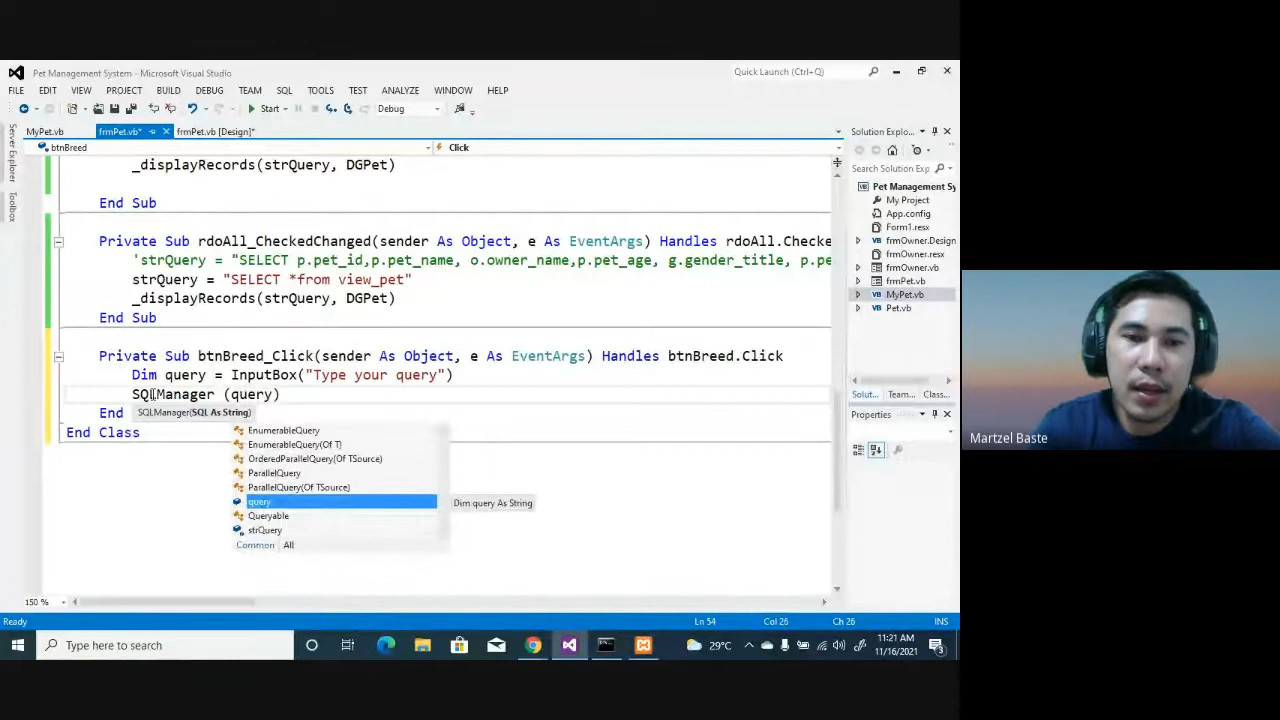 Pet Management System - Microsoft Visual Studio
Quick Launch (Ctrl+Q)
FILE EDIT VIEW PROJECT BUILD DEBUG TEAM SQL TOOLS TEST ANALYZE WINDOW HELP
Start
Debug
Server Explorer
Toolbox
MyPet.vb
frmPet.vb*
frmPet.vb [Design]*
btnBreed
Click
_displayRecords(strQuery, DGPet)
End Sub
Private Sub rdoAll_CheckedChanged(sender As Object, e As EventArgs) Handles rdoAll.Checke
'strQuery = "SELECT p.pet_id,p.pet_name, o.owner_name,p.pet_age, g.gender_title, p.pe
strQuery = "SELECT *from view_pet"
_displayRecords(strQuery, DGPet)
End Sub
Private Sub btnBreed_Click(sender As Object, e As EventArgs) Handles btnBreed.Click
Dim query = InputBox("Type your query")
SQLManager (query)
End
SQLManager(SQL As String)
End Class
EnumerableQuery
EnumerableQuery(Of T)
OrderedParallelQuery(Of TSource)
ParallelQuery
ParallelQuery(Of TSource)
query
Dim query As String
Queryable
strQuery
Common All
150 %
Solution Explo...
Search Solution Exp
Pet Management Sy
My Project
App.config
Form1.resx
frmOwner.Design
frmOwner.resx
frmOwner.vb
frmPet.vb
MyPet.vb
Pet.vb
Solut... Team... Class...
Properties
Ready
Ln 54
Col 26
Ch 26
INS
Type here to search
29°C
11:21 AM
11/16/2021
3
Martzel Baste